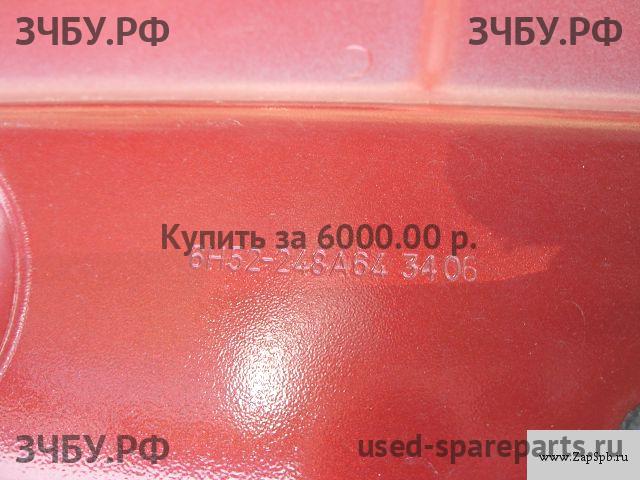 ЗЧБУ.РФ ЗЧБУ.РФ
Купить за 6000.00 р.
6H52-248A64 3406
ЗЧБУ.РФ used-spareparts.ru
www.ZapSpb.ru